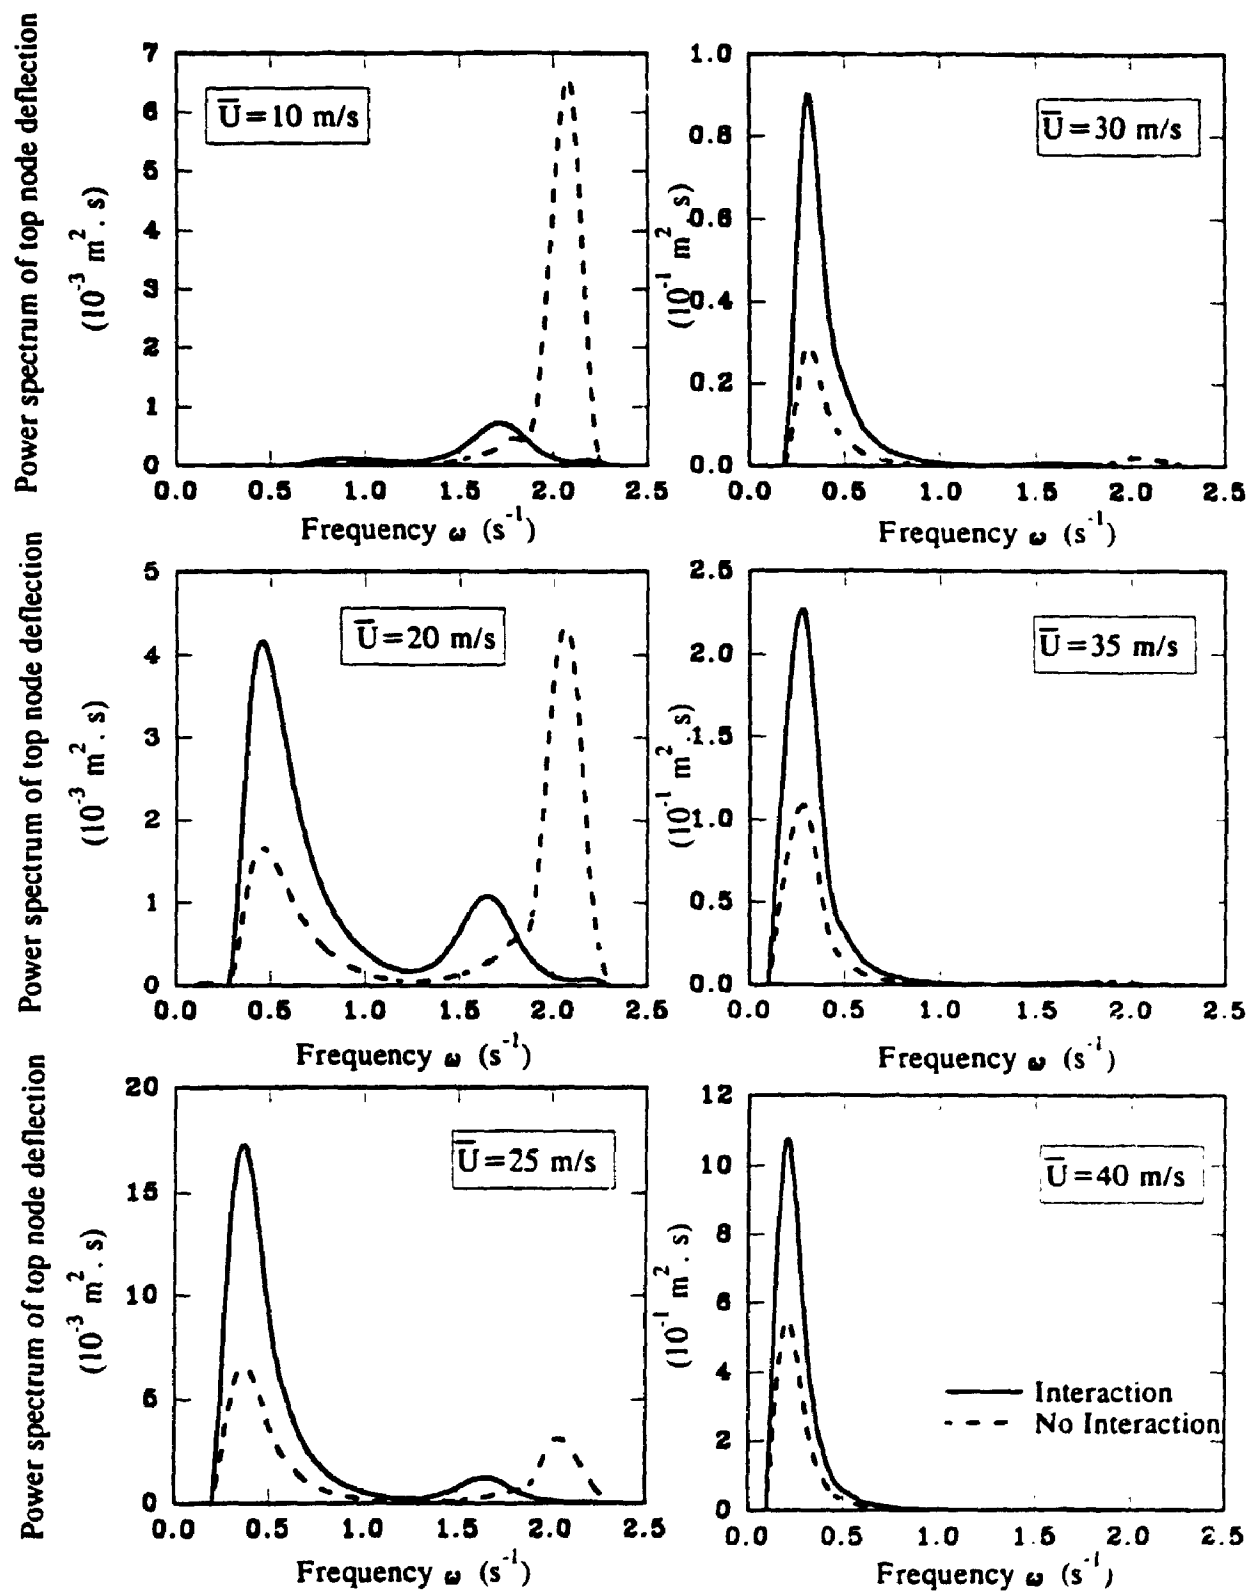 Power spectrum of top node deflection
(10⁻³ m². s)
7
6
5
4
3
2
1
0
U̅=10 m/s
0.0 0.5 1.0 1.5 2.0 2.5
Frequency ω (s⁻¹)
(10⁻¹ m². s)
1.0
0.8
0.6
0.4
0.2
0.0
U̅=30 m/s
0.0 0.5 1.0 1.5 2.0 2.5
Frequency ω (s⁻¹)
Power spectrum of top node deflection
(10⁻³ m². s)
5
4
3
2
1
0
U̅=20 m/s
0.0 0.5 1.0 1.5 2.0 2.5
Frequency ω (s⁻¹)
(10⁻¹ m². s)
2.5
2.0
1.5
1.0
0.5
0.0
U̅=35 m/s
0.0 0.5 1.0 1.5 2.0 2.5
Frequency ω (s⁻¹)
Power spectrum of top node deflection
(10⁻³ m². s)
20
15
10
5
0
U̅=25 m/s
0.0 0.5 1.0 1.5 2.0 2.5
Frequency ω (s⁻¹)
(10⁻¹ m². s)
12
10
8
6
4
2
0
U̅=40 m/s
Interaction
No Interaction
0.0 0.5 1.0 1.5 2.0 2.5
Frequency ω (s⁻¹)